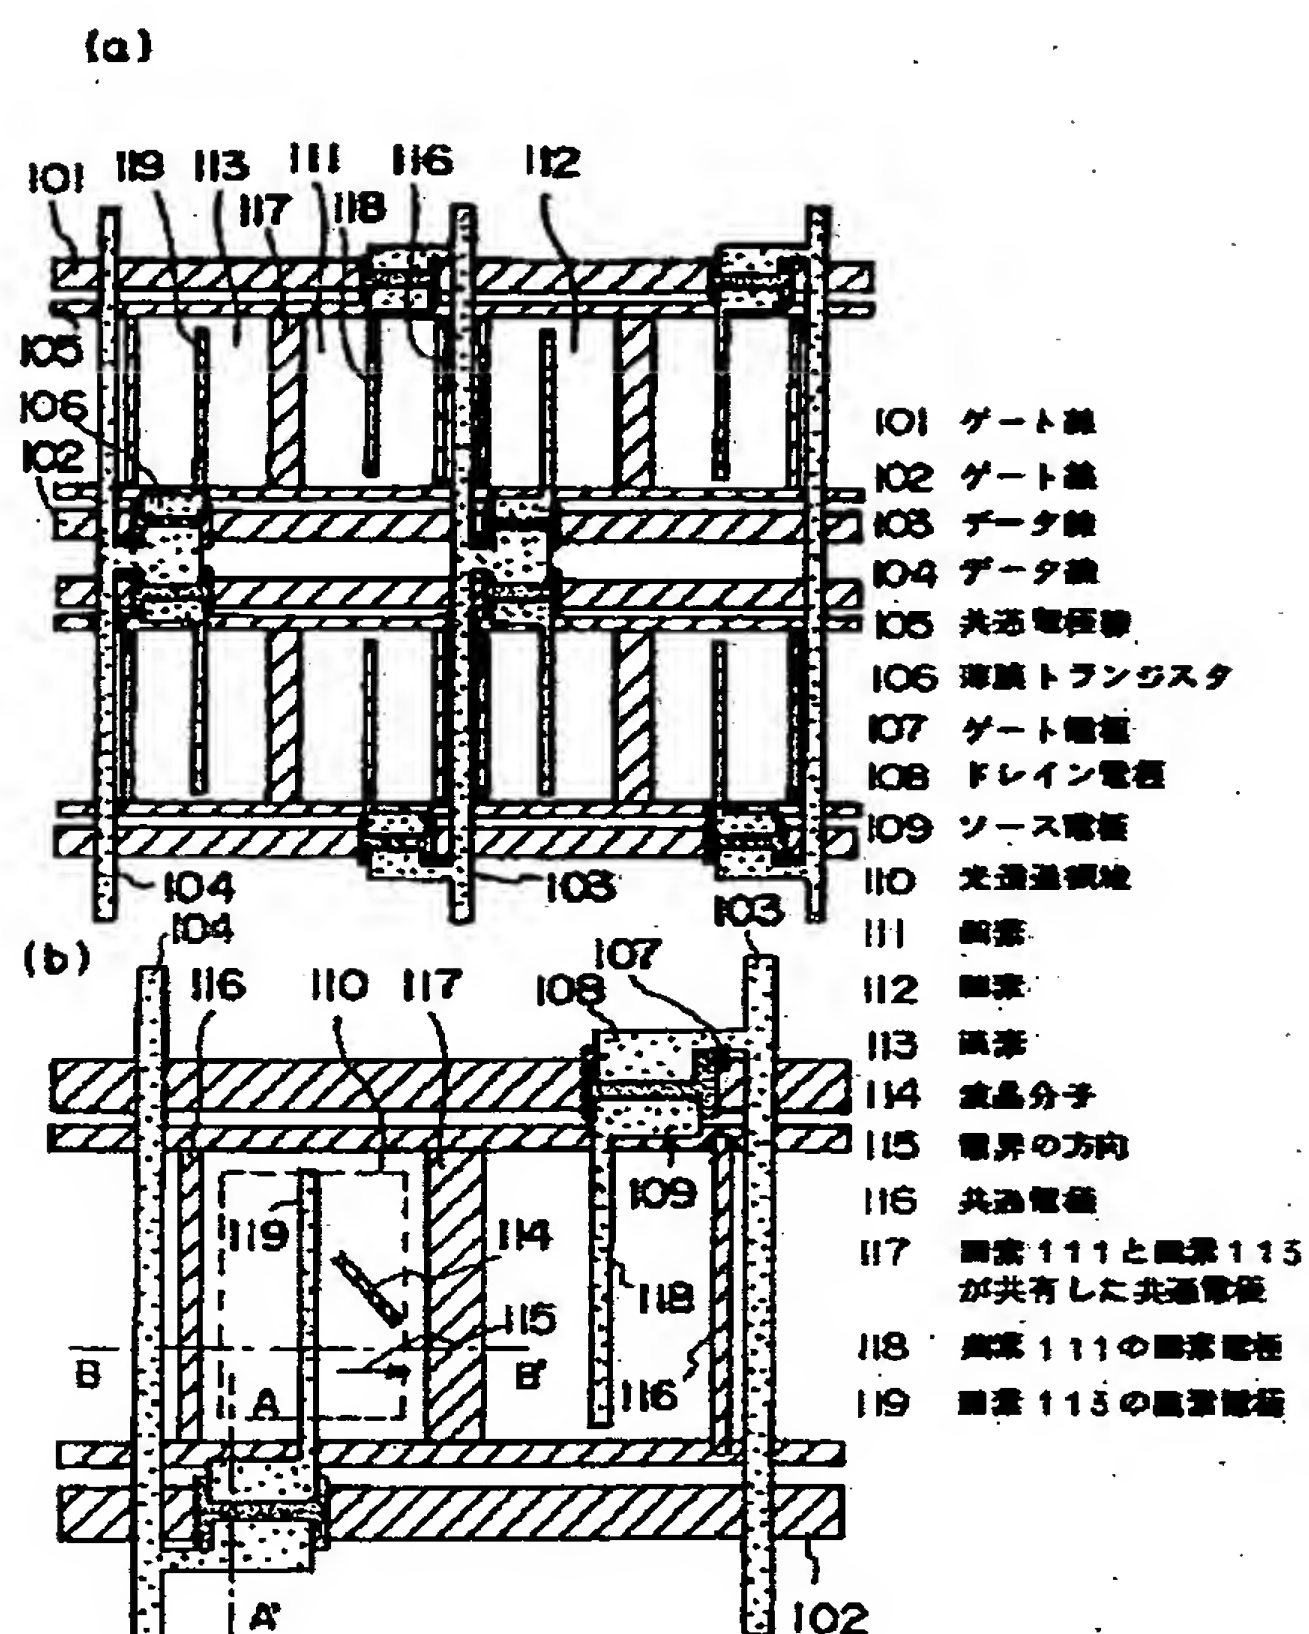 (a)
101 119 113 111 116 112
117 118
105
106
102
104 103
103
101 ゲート線
102 ゲート線
103 データ線
104 データ線
105 共通電極線
106 薄膜トランジスタ
107 ゲート電極
108 ドレイン電極
109 ソース電極
110 光透過領域
111 画素
112 画素
113 画素
114 液晶分子
115 電界の方向
116 共通電極
117 画素111と画素113
が共有した共通電極
118 画素111の画素電極
119 画素113の画素電極
(b)
104
116 110 117 108 107
109
119 114
118
115
B B'
A 116
A'
102